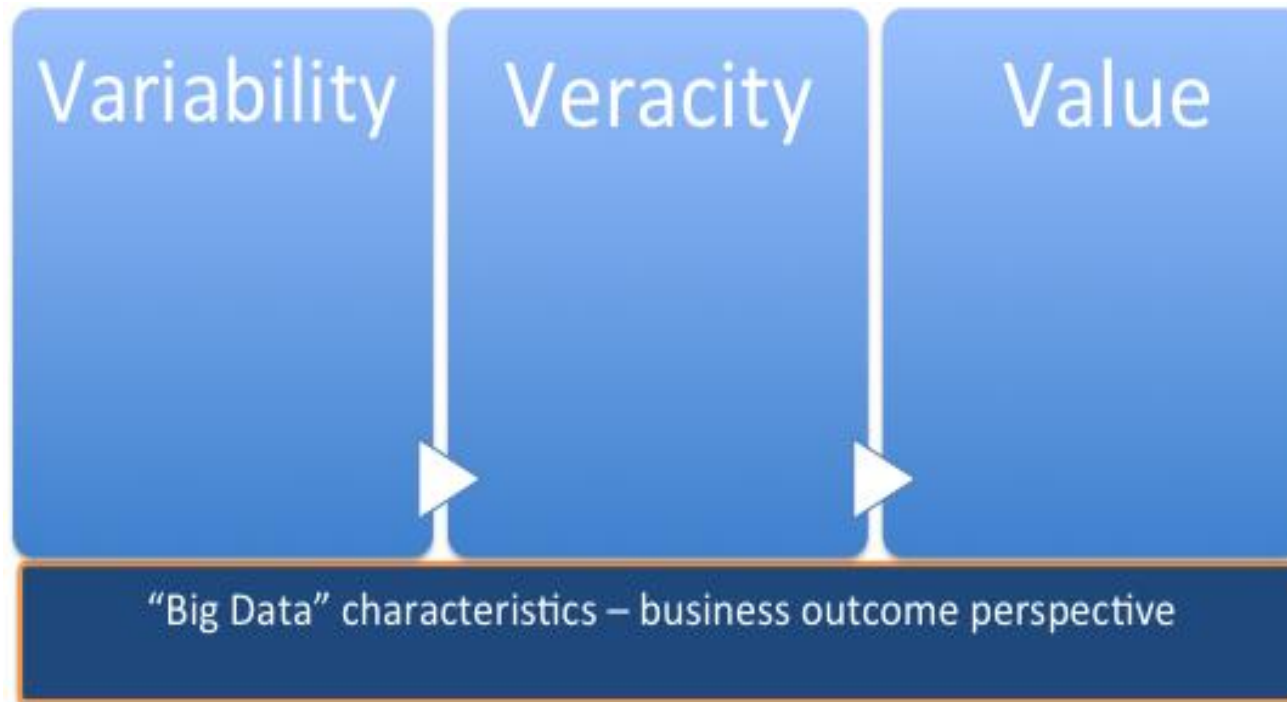 Variability
Veracity
Value
“Big Data” characteristics – business outcome perspective